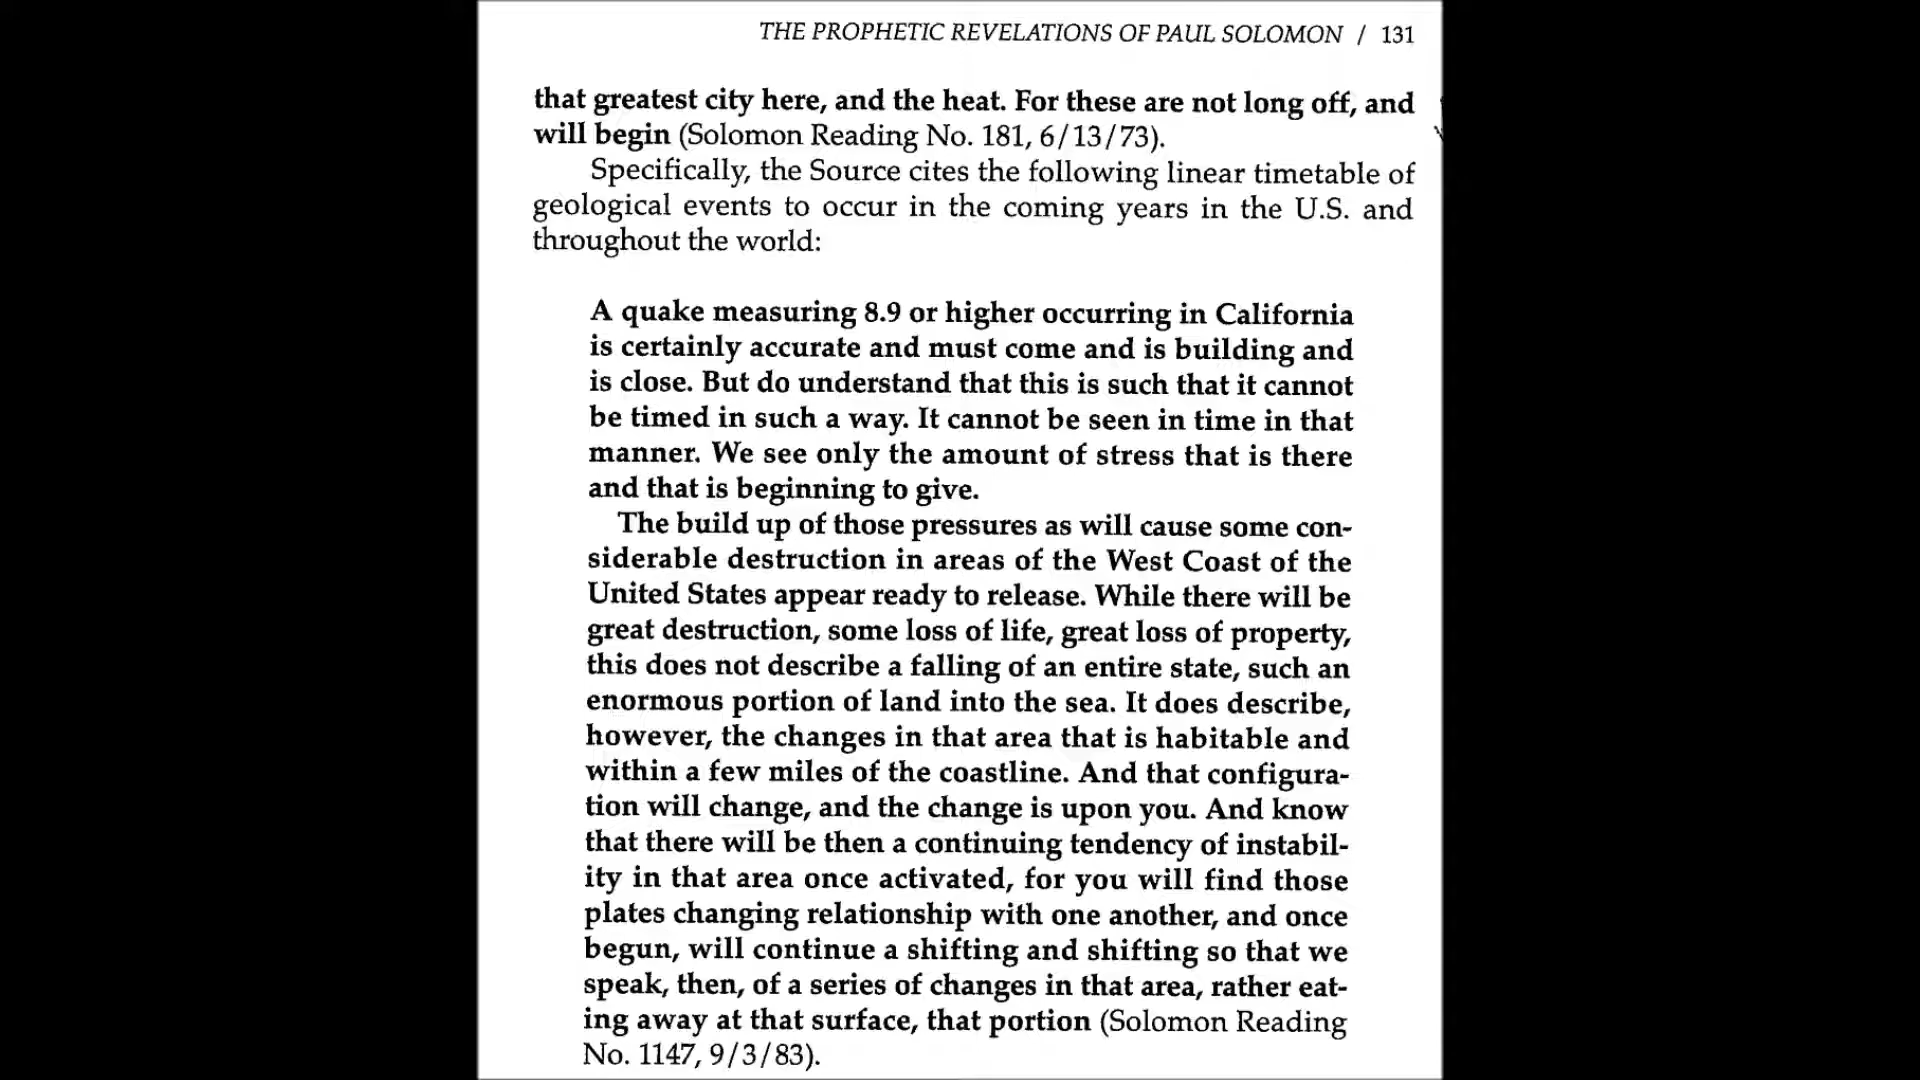 THE PROPHETIC REVELATIONS OF PAUL SOLOMON / 131
that greatest city here, and the heat. For these are not long off, and
will begin (Solomon Reading No. 181, 6/13/73).
Specifically, the Source cites the following linear timetable of
geological events to occur in the coming years in the U.S. and
throughout the world:
A quake measuring 8.9 or higher occurring in California
is certainly accurate and must come and is building and
is close. But do understand that this is such that it cannot
be timed in such a way. It cannot be seen in time in that
manner. We see only the amount of stress that is there
and that is beginning to give.
The build up of those pressures as will cause some con-
siderable destruction in areas of the West Coast of the
United States appear ready to release. While there will be
great destruction, some loss of life, great loss of property,
this does not describe a falling of an entire state, such an
enormous portion of land into the sea. It does describe,
however, the changes in that area that is habitable and
within a few miles of the coastline. And that configura-
tion will change, and the change is upon you. And know
that there will be then a continuing tendency of instabil-
ity in that area once activated, for you will find those
plates changing relationship with one another, and once
begun, will continue a shifting and shifting so that we
speak, then, of a series of changes in that area, rather eat-
ing away at that surface, that portion (Solomon Reading
No. 1147, 9/3/83).